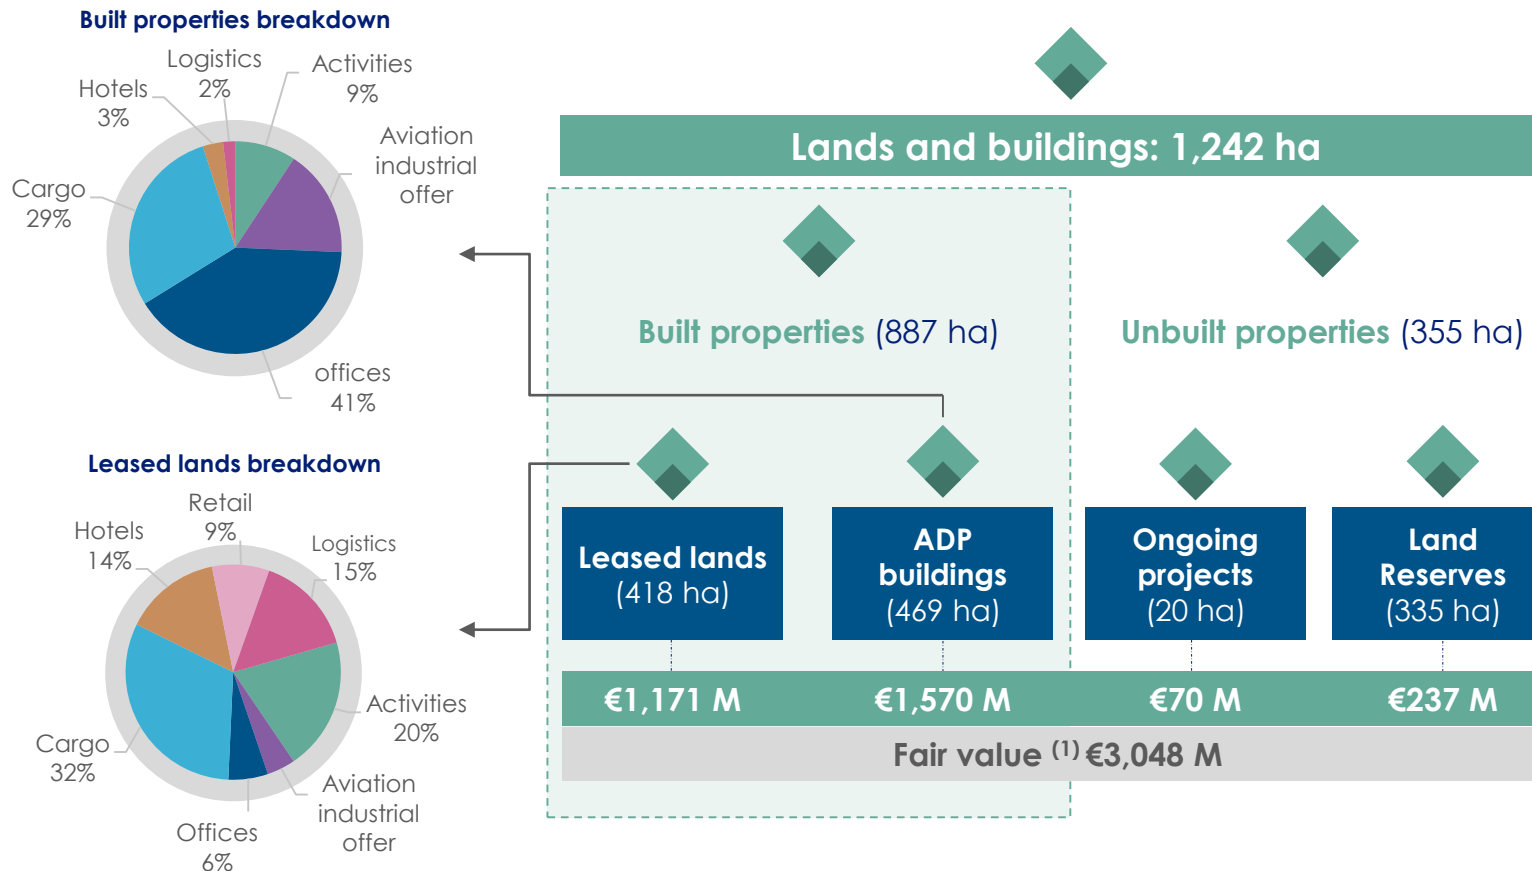 Built properties breakdown
Logistics
2%
Activities
9%
Hotels
3%
Aviation
industrial
offer
Cargo
29%
offices
41%
Leased lands breakdown
Retail
9%
Hotels
14%
Logistics
15%
Activities
20%
Cargo
32%
Aviation
industrial
offer
Offices
6%
Lands and buildings: 1,242 ha
Built properties (887 ha)
Unbuilt properties (355 ha)
Leased lands
(418 ha)
ADP
buildings
(469 ha)
Ongoing
projects
(20 ha)
Land
Reserves
(335 ha)
€1,171 M
€1,570 M
€70 M
€237 M
Fair value (1) €3,048 M